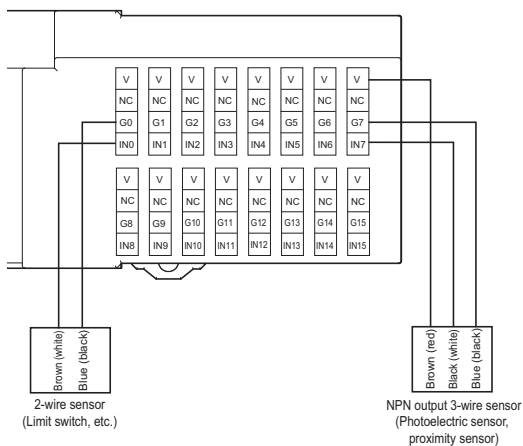 V V V V V V V V
NC NC NC NC NC NC NC NC
G0 G1 G2 G3 G4 G5 G6 G7
IN0 IN1 IN2 IN3 IN4 IN5 IN6 IN7
V V V V V V V V
NC NC NC NC NC NC NC NC
G8 G9 G10 G11 G12 G13 G14 G15
IN8 IN9 IN10 IN11 IN12 IN13 IN14 IN15
Brown (white)
Blue (black)
2-wire sensor
(Limit switch, etc.)
Brown (red)
Black (white)
Blue (black)
NPN output 3-wire sensor
(Photoelectric sensor,
proximity sensor)